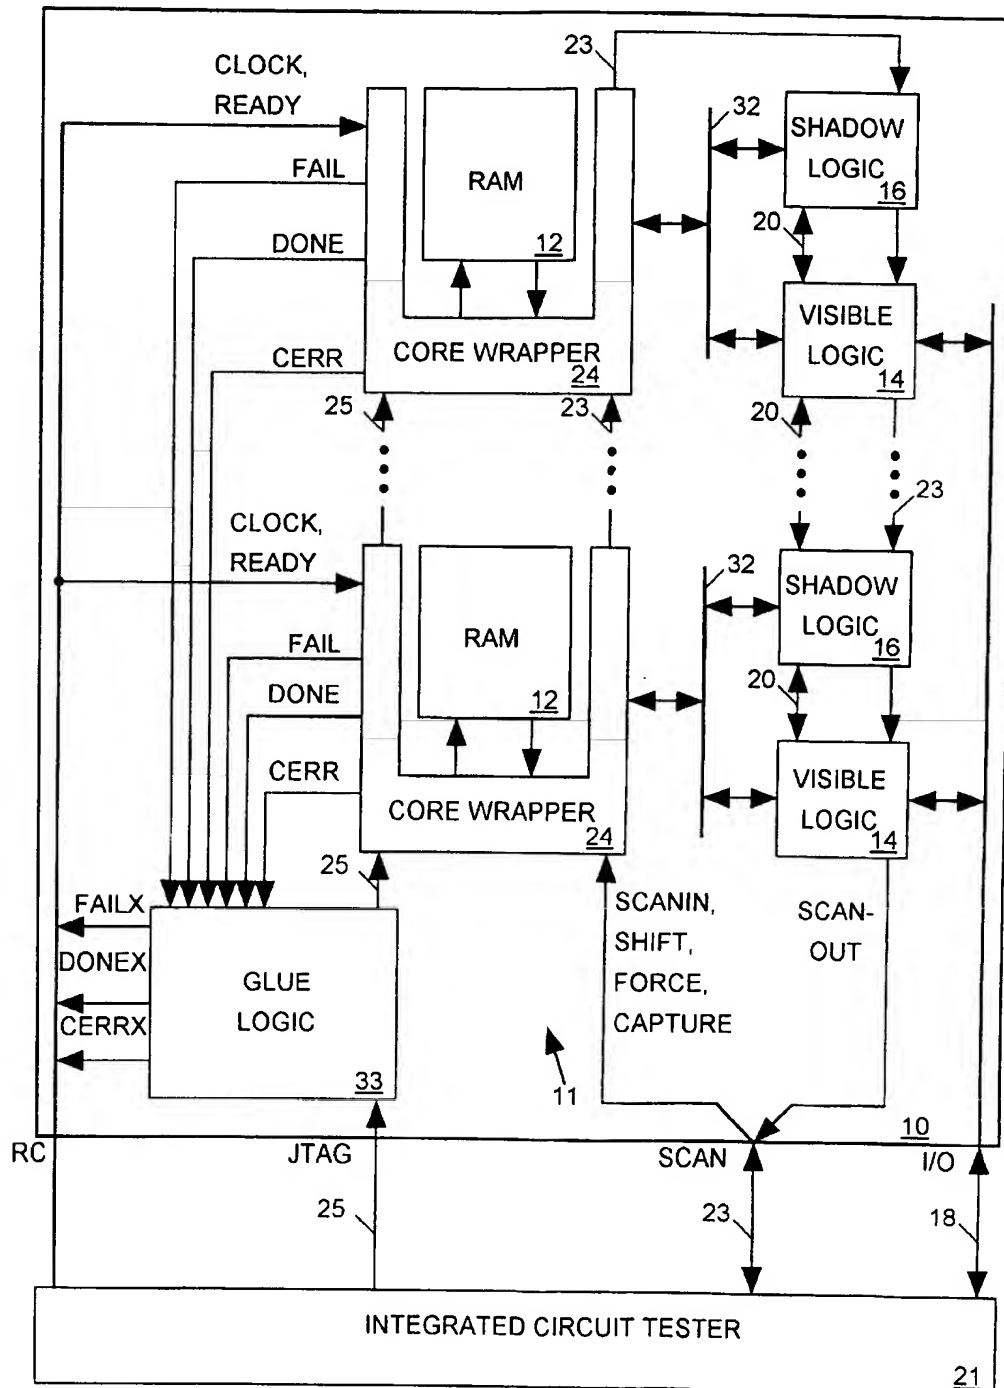 23
CLOCK,
READY
32
SHADOW
LOGIC
16
RAM
12
FAIL
20
DONE
VISIBLE
LOGIC
14
CORE WRAPPER
24
CERR
25
23
20
23
CLOCK,
READY
32
SHADOW
LOGIC
16
RAM
12
FAIL
20
DONE
VISIBLE
LOGIC
14
CERR
CORE WRAPPER
24
25
SCANIN,
SHIFT,
FORCE,
CAPTURE
SCAN-
OUT
FAILX
DONEX
CERRX
GLUE
LOGIC
33
11
10
RC
JTAG
SCAN
I/O
25
23
18
INTEGRATED CIRCUIT TESTER
21